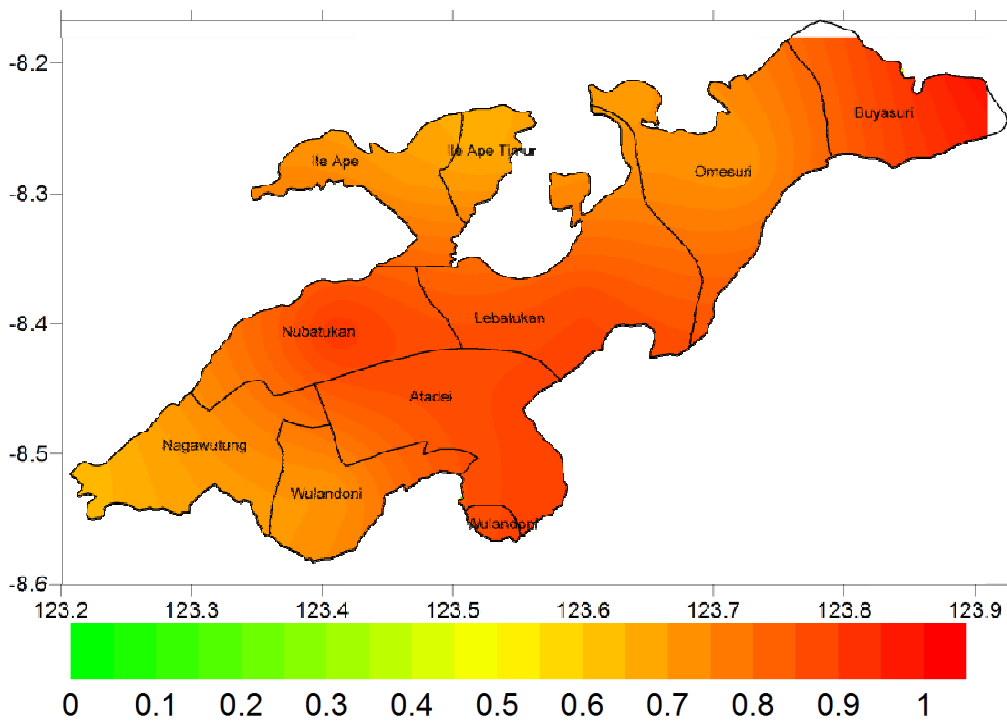 -8.2
Buyasuri
Ile Ape
Ile Ape Timur
Omesuri
-8.3
Lebatukan
Nubatukan
-8.4
Atadei
Nagawutung
-8.5
Wulandoni
Wulandoni
-8.6
123.2 123.3 123.4 123.5 123.6 123.7 123.8 123.9
0 0.1 0.2 0.3 0.4 0.5 0.6 0.7 0.8 0.9 1